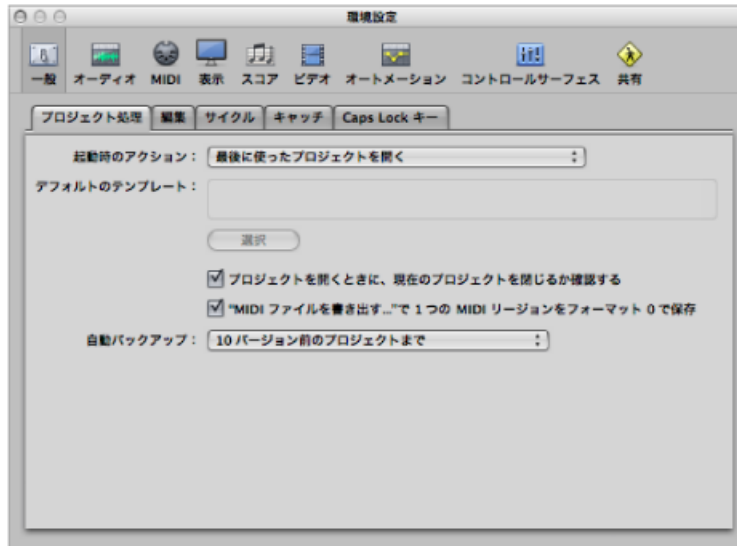 環境設定
一般 オーディオ MIDI 表示 スコア ビデオ オートメーション コントロールサーフェス 共有
プロジェクト処理 編集 サイクル キャッチ Caps Lock キー
起動時のアクション： 最後に使ったプロジェクトを開く
デフォルトのテンプレート：
選択
プロジェクトを開くときに、現在のプロジェクトを閉じるか確認する
“MIDI ファイルを書き出す...”で 1 つの MIDI リージョンをフォーマット 0 で保存
自動バックアップ： 10 バージョン前のプロジェクトまで